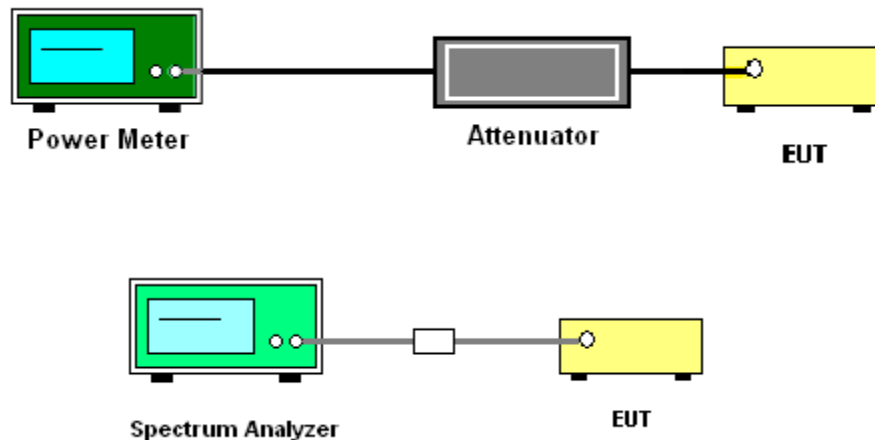 Power Meter
Attenuator
EUT
Spectrum Analyzer
EUT